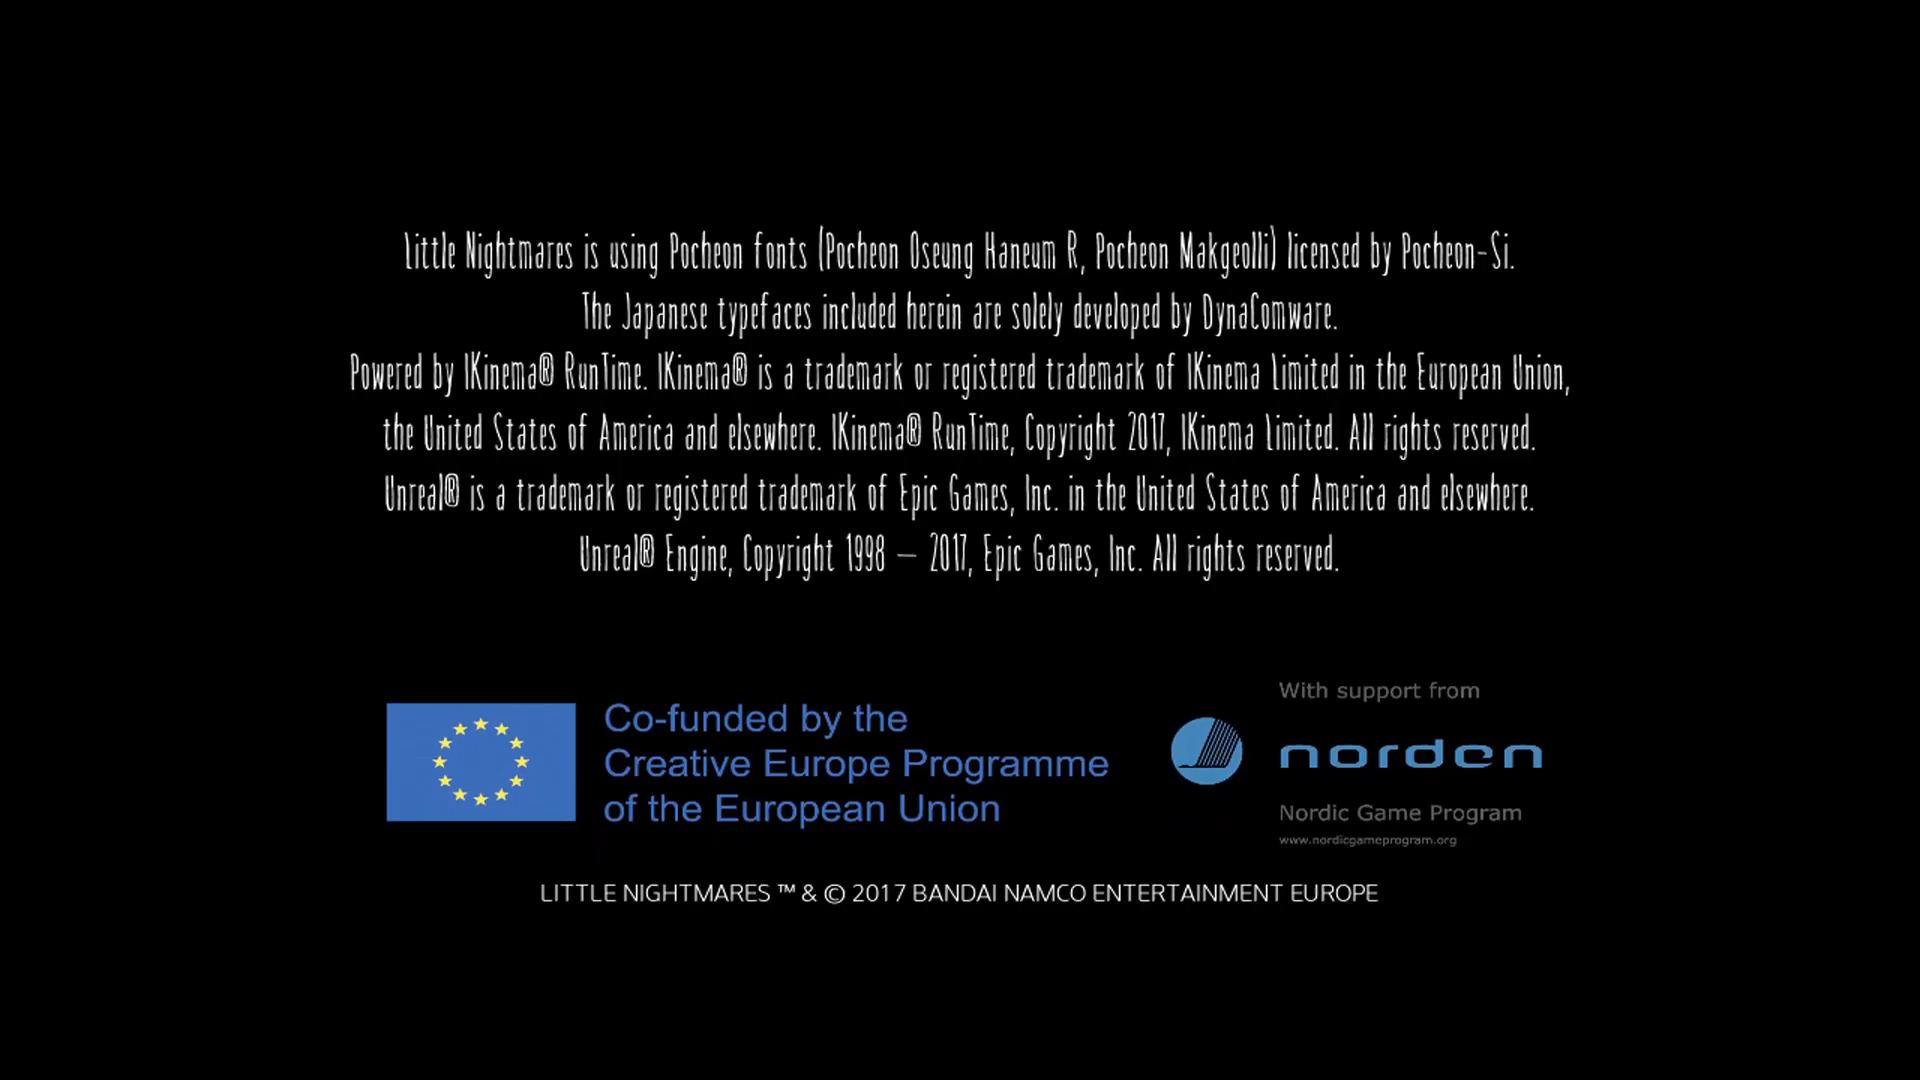 Little Nightmares is using Pocheon fonts (Pocheon Oseung Haneum R, Pocheon Makgeolli) licensed by Pocheon-Si.
The Japanese typefaces included herein are solely developed by DynaComware.
Powered by IKinema® RunTime. IKinema® is a trademark or registered trademark of IKinema Limited in the European Union,
the United States of America and elsewhere. IKinema® RunTime, Copyright 2017, IKinema Limited. All rights reserved.
Unreal® is a trademark or registered trademark of Epic Games, Inc. in the United States of America and elsewhere.
Unreal® Engine, Copyright 1998 – 2017, Epic Games, Inc. All rights reserved.
Co-funded by the
Creative Europe Programme
of the European Union
With support from
norden
Nordic Game Program
www.nordicgameprogram.org
LITTLE NIGHTMARES ™ & © 2017 BANDAI NAMCO ENTERTAINMENT EUROPE